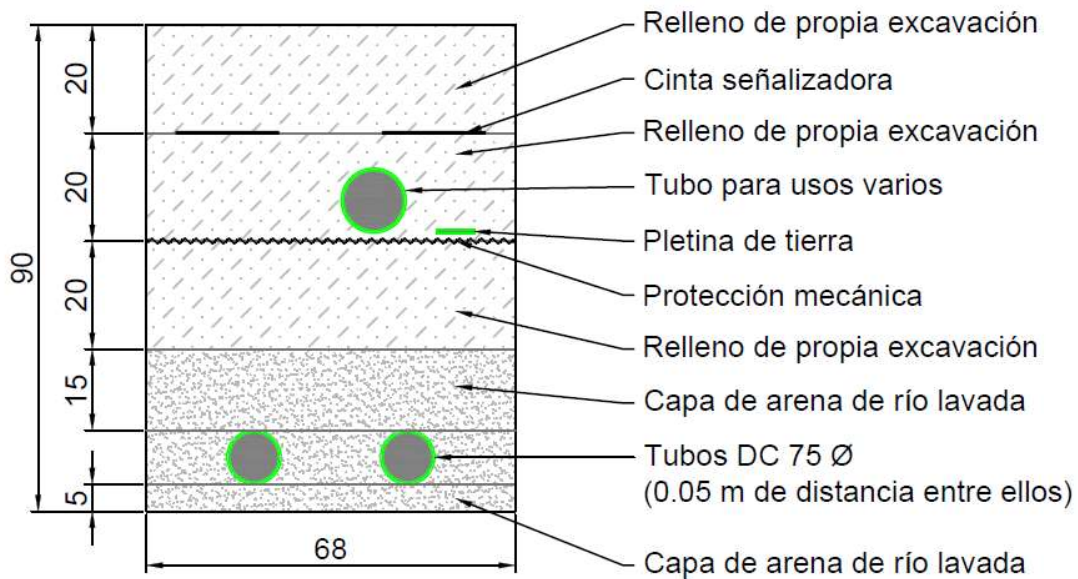 Relleno de propia excavación
Cinta señalizadora
Relleno de propia excavación
Tubo para usos varios
Pletina de tierra
Protección mecánica
Relleno de propia excavación
Capa de arena de río lavada
Tubos DC 75 Ø
(0.05 m de distancia entre ellos)
Capa de arena de río lavada
90
20
20
20
15
5
68